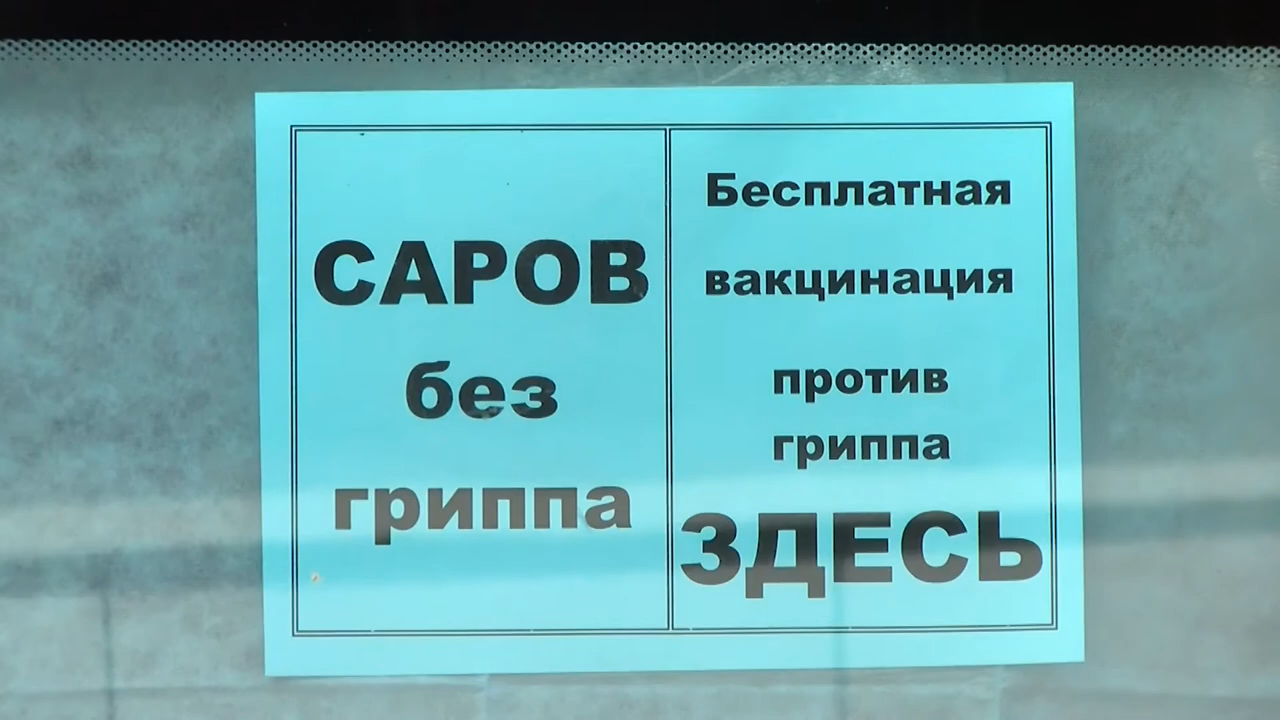 САРОВ
без
гриппа
Бесплатная
вакцинация
против
гриппа
ЗДЕСЬ